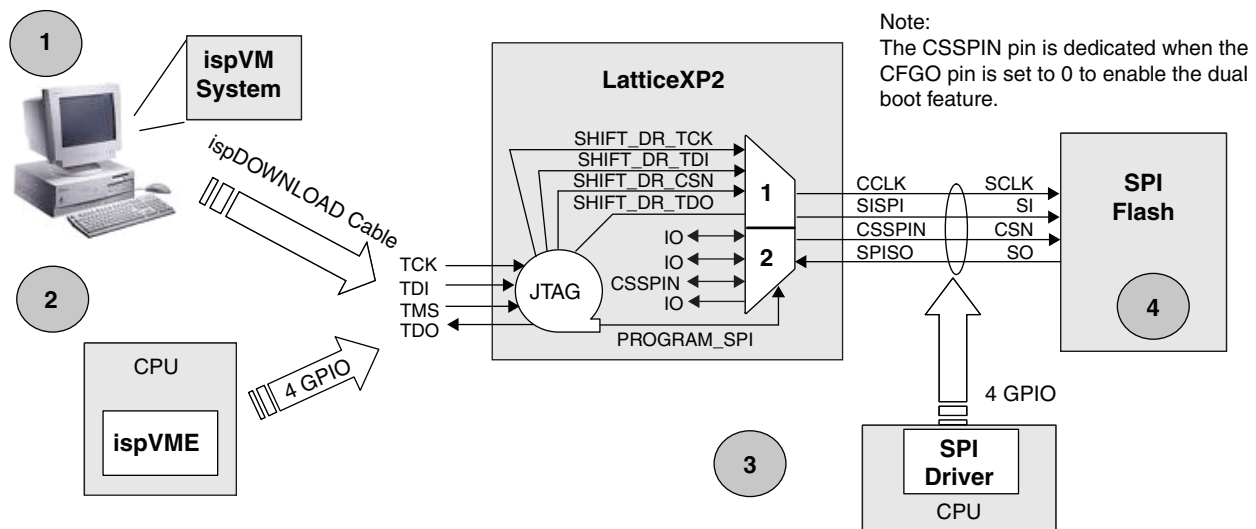 1
ispVM
System
ispDOWNLOAD Cable
2
CPU
ispVME
4 GPIO
TCK
TDI
TMS
TDO
LatticeXP2
SHIFT_DR_TCK
SHIFT_DR_TDI
SHIFT_DR_CSN
SHIFT_DR_TDO
1
IO
IO
CSSPIN
IO
2
JTAG
PROGRAM_SPI
Note:
The CSSPIN pin is dedicated when the
CFGO pin is set to 0 to enable the dual
boot feature.
CCLK SCLK
SISPI SI
CSSPIN CSN
SPISO SO
SPI
Flash
4
4 GPIO
3
SPI
Driver
CPU